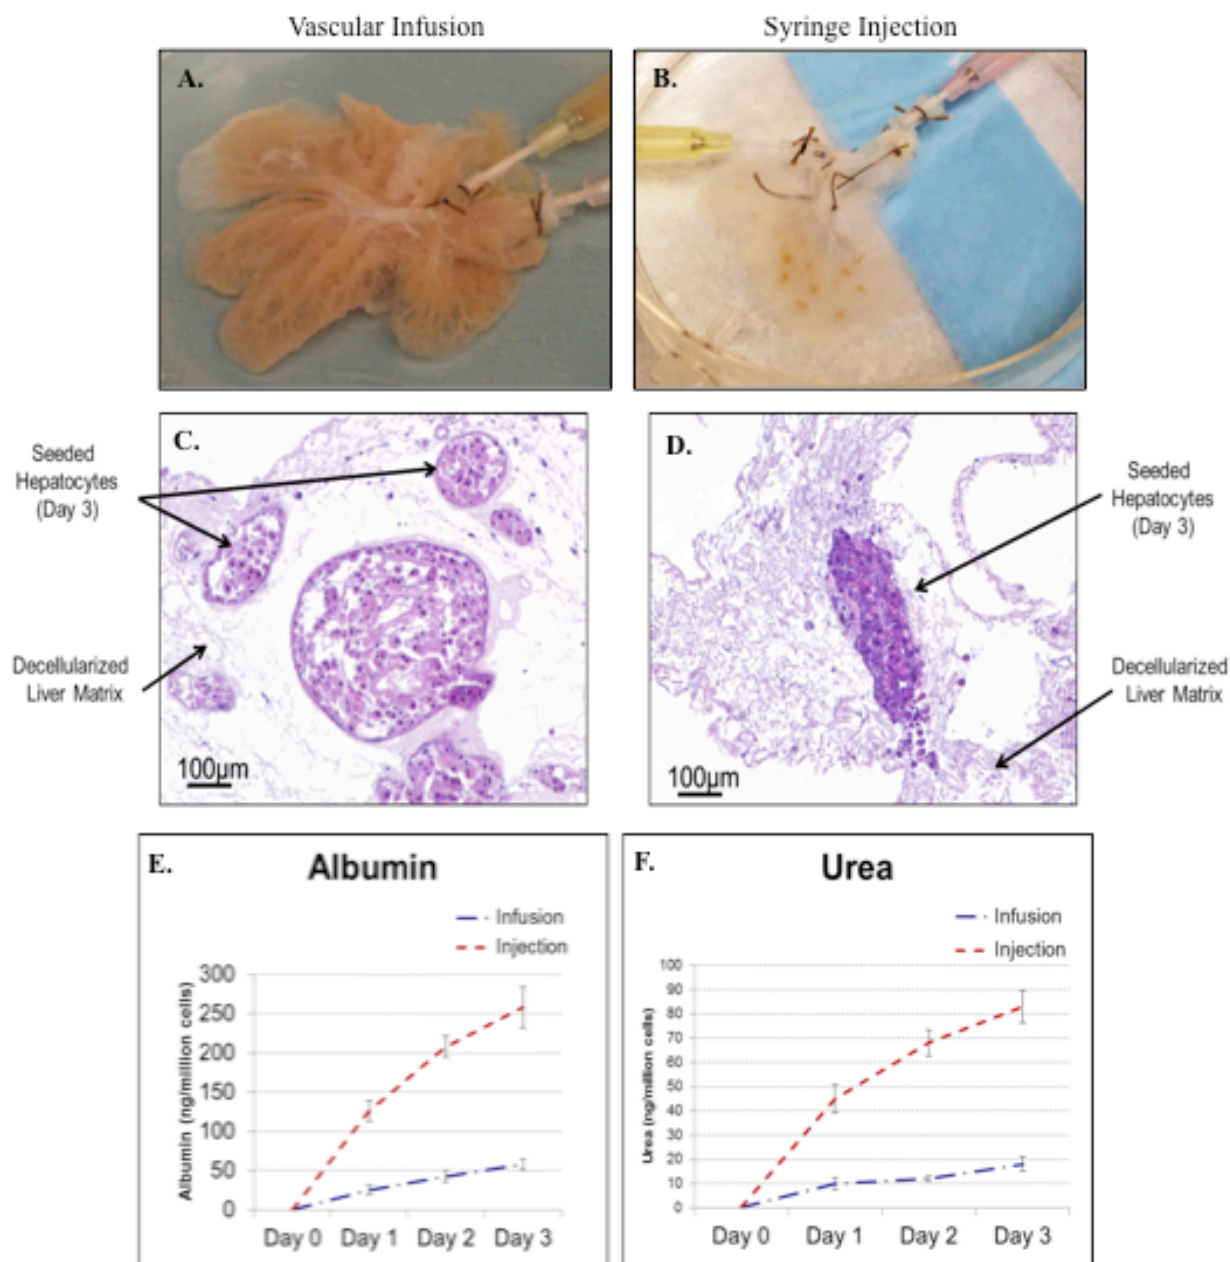 Vascular Infusion
Syringe Injection
A.
B.
C.
D.
Seeded
Hepatocytes
(Day 3)
Decellularized
Liver Matrix
100µm
Seeded
Hepatocytes
(Day 3)
Decellularized
Liver Matrix
100µm
E.
Albumin
Infusion
Injection
Albumin (ng/million cells)
300
250
200
150
100
50
0
Day 0 Day 1 Day 2 Day 3
F.
Urea
Infusion
Injection
Urea (ng/million cells)
100
90
80
70
60
50
40
30
20
10
0
Day 0 Day 1 Day 2 Day 3